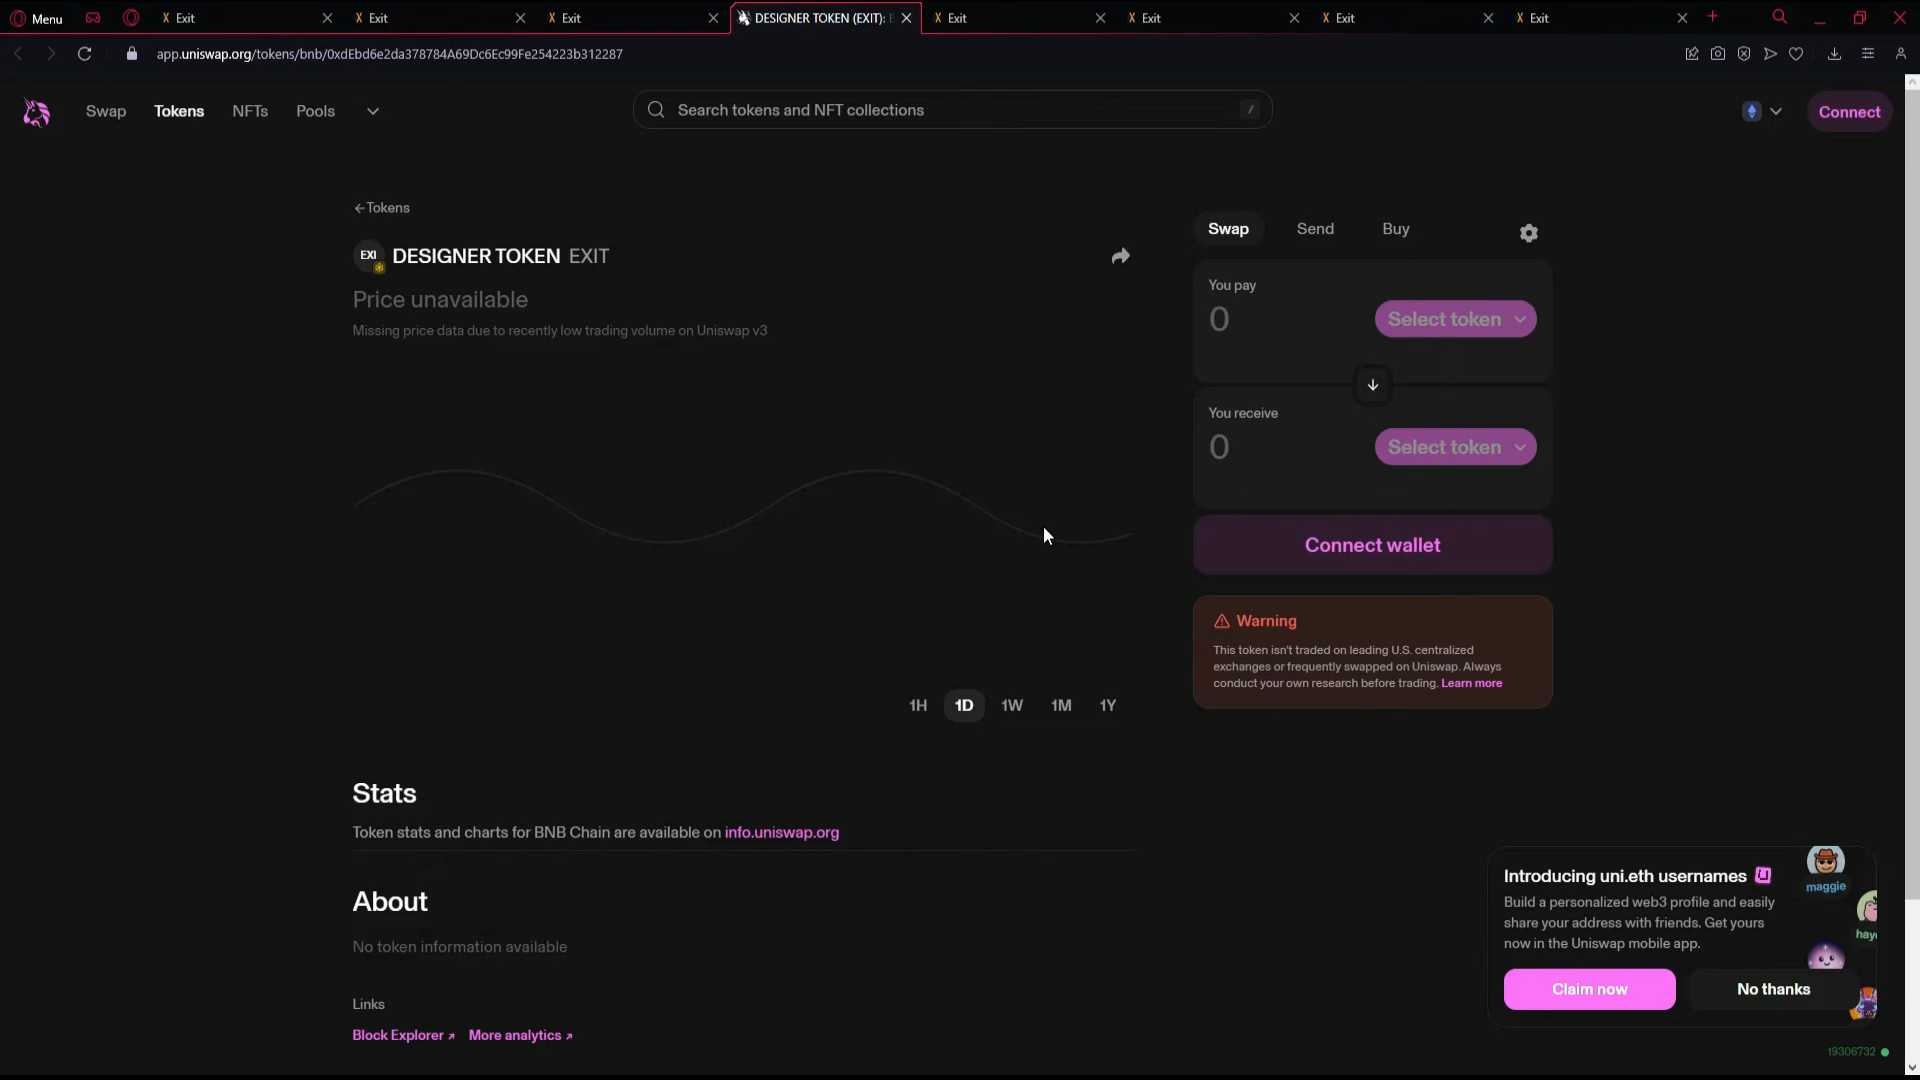 Menu
Exit
Exit
Exit
DESIGNER TOKEN (EXIT):
Exit
Exit
Exit
Exit
app.uniswap.org/tokens/bnb/0xdEbd6e2da378784A69Dc6Ec99Fe254223b312287
Swap
Tokens
NFTs
Pools
Search tokens and NFT collections
/
Connect
←Tokens
EXI
DESIGNER TOKEN EXIT
Price unavailable
Missing price data due to recently low trading volume on Uniswap v3
1H
1D
1W
1M
1Y
Stats
Token stats and charts for BNB Chain are available on info.uniswap.org
About
No token information available
Links
Block Explorer ↗
More analytics ↗
Swap
Send
Buy
You pay
0
Select token
You receive
0
Select token
Connect wallet
Warning
This token isn't traded on leading U.S. centralized
exchanges or frequently swapped on Uniswap. Always
conduct your own research before trading. Learn more
Introducing uni.eth usernames
Build a personalized web3 profile and easily
share your address with friends. Get yours
now in the Uniswap mobile app.
maggie
hay
Claim now
No thanks
19306732